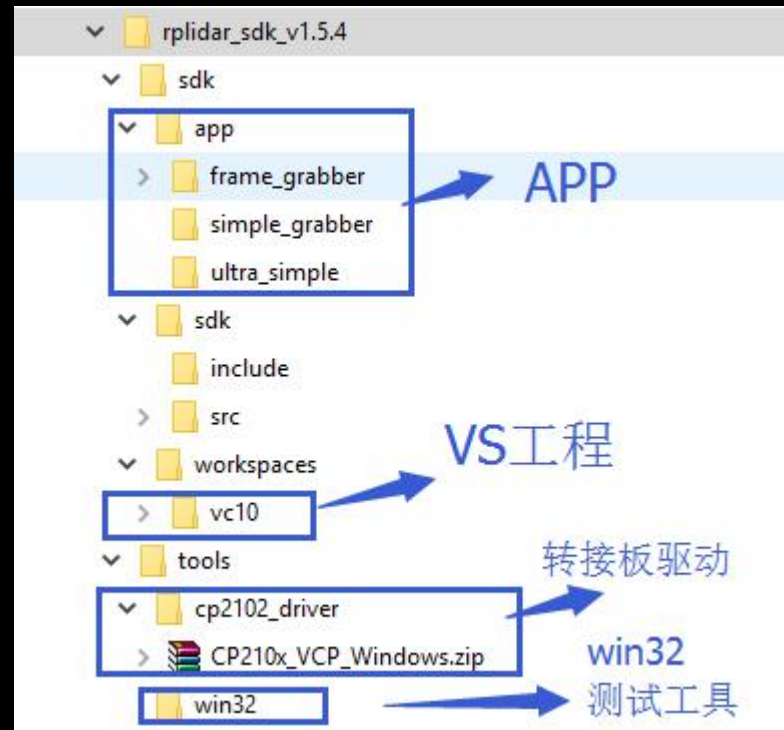 rplidar_sdk_v1.5.4
sdk
app
frame_grabber
APP
simple_grabber
ultra_simple
sdk
include
src
VS工程
workspaces
vc10
tools
转接板驱动
cp2102_driver
CP210x_VCP_Windows.zip
win32
win32
测试工具